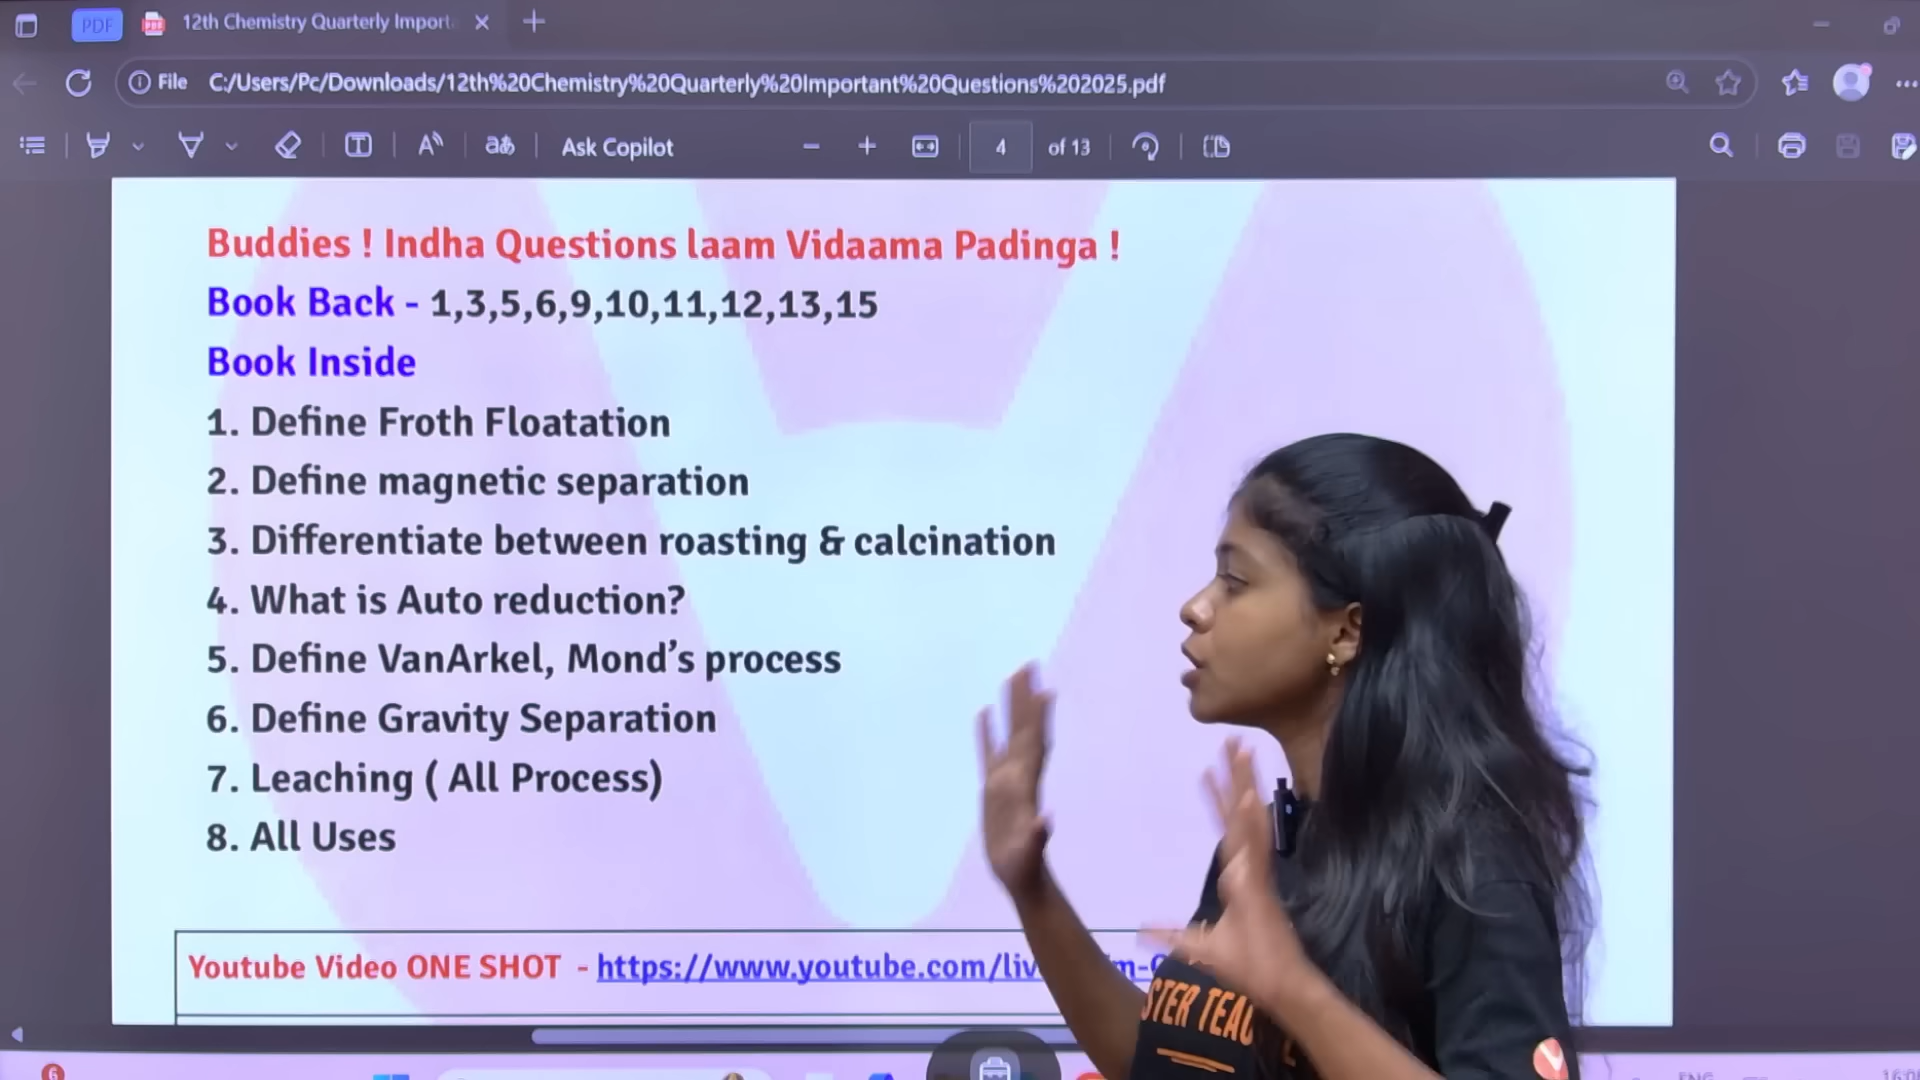 PDF
12th Chemistry Quarterly Import
File C:/Users/Pc/Downloads/12th%20Chemistry%20Quarterly%20Important%20Questions%202025.pdf
Ask Copilot
4 of 13
Buddies ! Indha Questions laam Vidaama Padinga !
Book Back - 1,3,5,6,9,10,11,12,13,15
Book Inside
1. Define Froth Floatation
2. Define magnetic separation
3. Differentiate between roasting & calcination
4. What is Auto reduction?
5. Define VanArkel, Mond’s process
6. Define Gravity Separation
7. Leaching ( All Process)
8. All Uses
Youtube Video ONE SHOT - https://www.youtube.com/liv
6
ENG